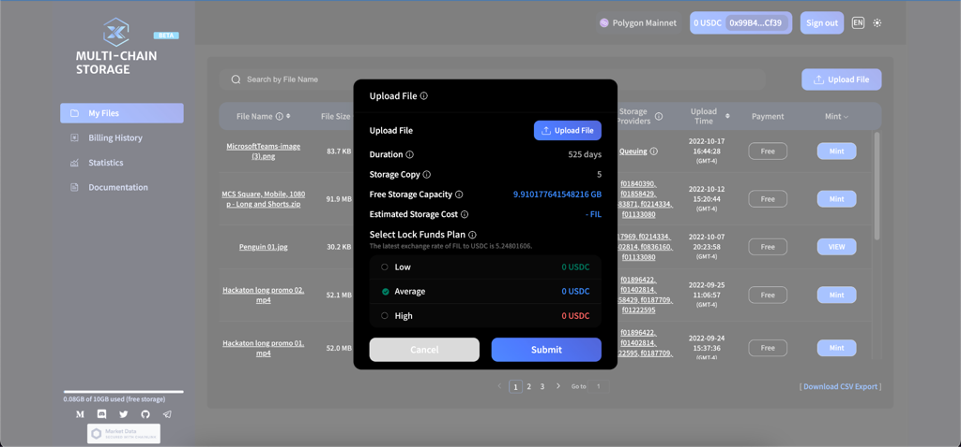 Polygon Mainnet
0 USDC 0x99B4...Cf39
Sign out
EN
BETA
MULTI-CHAIN
STORAGE
My Files
Billing History
Statistics
Documentation
Search by File Name
Upload File
File Name
File Size
Storage
Providers
Upload
Time
Payment
Mint
MicrosoftTeams-image
(3).png
83.7 KB
Queuing
2022-10-17
16:44:28
(GMT-4)
Free
Mint
MCS Square, Mobile, 1080
p - Long and Shorts.zip
91.9 MB
f01840390,
f01858429,
83871, f0214334,
f01133080
2022-10-12
15:20:44
(GMT-4)
Free
Mint
Penguin 01.jpg
30.2 KB
17969, f0214334,
02814, f0836160,
f01133080
2022-10-07
20:23:58
(GMT-4)
Free
VIEW
Hackaton long promo 02.
mp4
52.1 MB
f01896422,
f01402814,
58429, f0187709,
f01222595
2022-09-25
11:06:57
(GMT-4)
Free
Mint
Hackaton long promo 01.
mp4
52.0 MB
f01896422,
f01402814,
22595, f0187709,
2022-09-24
15:37:36
(GMT-4)
Free
Mint
Upload File
Upload File
Upload File
Duration
525 days
Storage Copy
5
Free Storage Capacity
9.910177641548216 GB
Estimated Storage Cost
- FIL
Select Lock Funds Plan
The latest exchange rate of FIL to USDC is 5.24801606.
Low 0 USDC
Average 0 USDC
High 0 USDC
Cancel
Submit
1 2 3 Go to 1
[ Download CSV Export ]
0.08GB of 10GB used (free storage)
Market Data